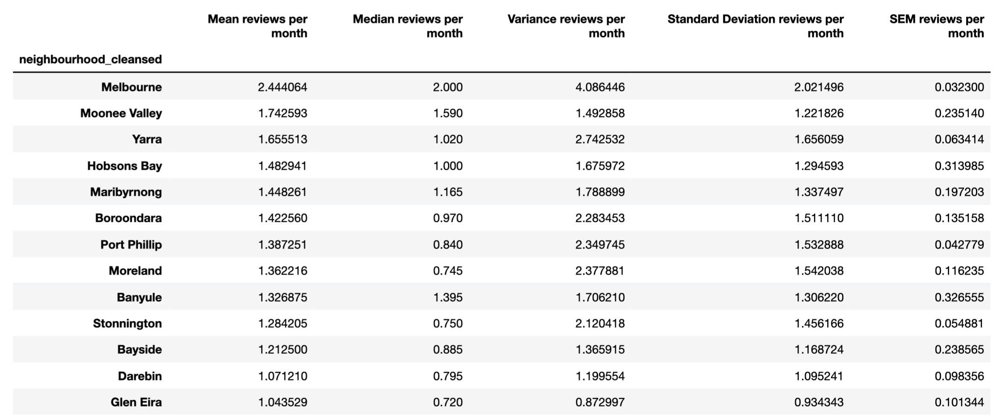 Mean reviews per month Median reviews per month Variance reviews per month Standard Deviation reviews per month SEM reviews per month
neighbourhood_cleansed
Melbourne 2.444064 2.000 4.086446 2.021496 0.032300
Moonee Valley 1.742593 1.590 1.492858 1.221826 0.235140
Yarra 1.655513 1.020 2.742532 1.656059 0.063414
Hobsons Bay 1.482941 1.000 1.675972 1.294593 0.313985
Maribyrnong 1.448261 1.165 1.788899 1.337497 0.197203
Boroondara 1.422560 0.970 2.283453 1.511110 0.135158
Port Phillip 1.387251 0.840 2.349745 1.532888 0.042779
Moreland 1.362216 0.745 2.377881 1.542038 0.116235
Banyule 1.326875 1.395 1.706210 1.306220 0.326555
Stonnington 1.284205 0.750 2.120418 1.456166 0.054881
Bayside 1.212500 0.885 1.365915 1.168724 0.238565
Darebin 1.071210 0.795 1.199554 1.095241 0.098356
Glen Eira 1.043529 0.720 0.872997 0.934343 0.101344